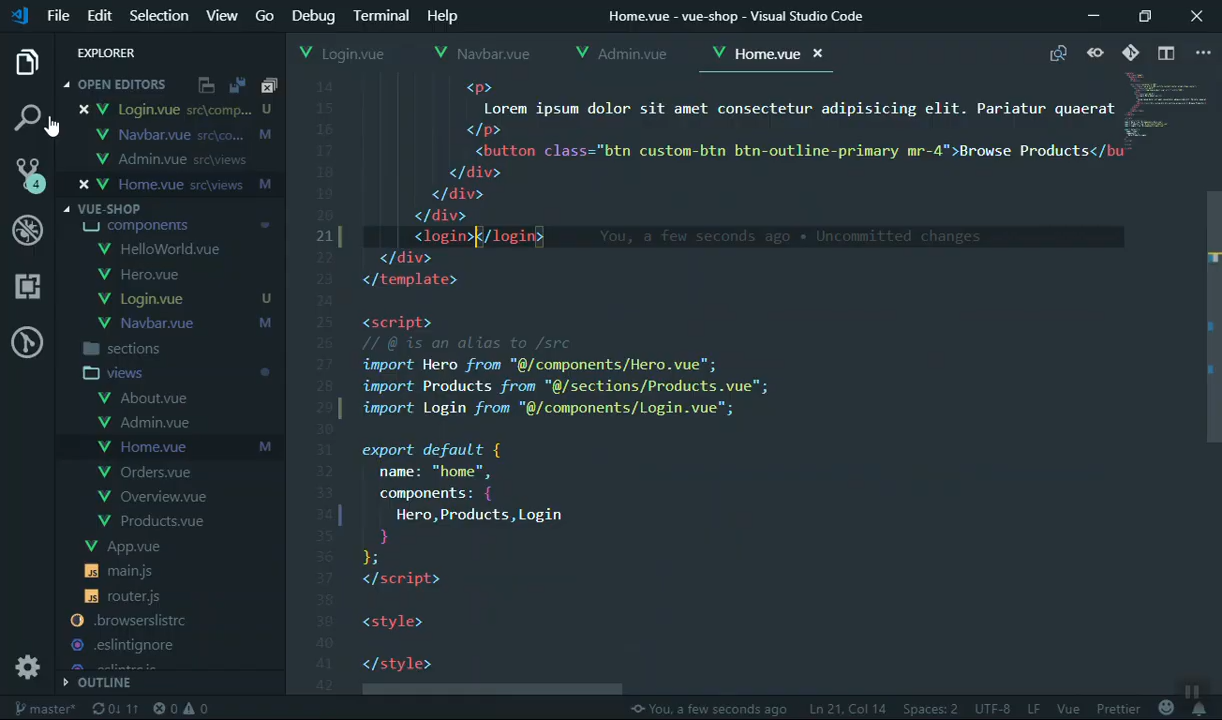 File Edit Selection View Go Debug Terminal Help
Home.vue - vue-shop - Visual Studio Code
EXPLORER
OPEN EDITORS
Login.vue src\comp... U
Navbar.vue src\co... M
Admin.vue src\views
Home.vue src\views M
VUE-SHOP
components
HelloWorld.vue
Hero.vue
Login.vue U
Navbar.vue M
sections
views
About.vue
Admin.vue
Home.vue M
Orders.vue
Overview.vue
Products.vue
App.vue
JS main.js
JS router.js
.browserslistrc
.eslintignore
.eslintrc.js
OUTLINE
4
Login.vue Navbar.vue Admin.vue Home.vue
14 <p>
15 Lorem ipsum dolor sit amet consectetur adipisicing elit. Pariatur quaerat
16 </p>
17 <button class="btn custom-btn btn-outline-primary mr-4">Browse Products</bu
18 </div>
19 </div>
20 </div>
21 <login></login> You, a few seconds ago • Uncommitted changes
22 </div>
23 </template>
24
25 <script>
26 // @ is an alias to /src
27 import Hero from "@/components/Hero.vue";
28 import Products from "@/sections/Products.vue";
29 import Login from "@/components/Login.vue";
30
31 export default {
32 name: "home",
33 components: {
34 Hero,Products,Login
35 }
36 };
37 </script>
38
39 <style>
40
41 </style>
42
master* 0↓ 1↑ 0 0
You, a few seconds ago Ln 21, Col 14 Spaces: 2 UTF-8 LF Vue Prettier